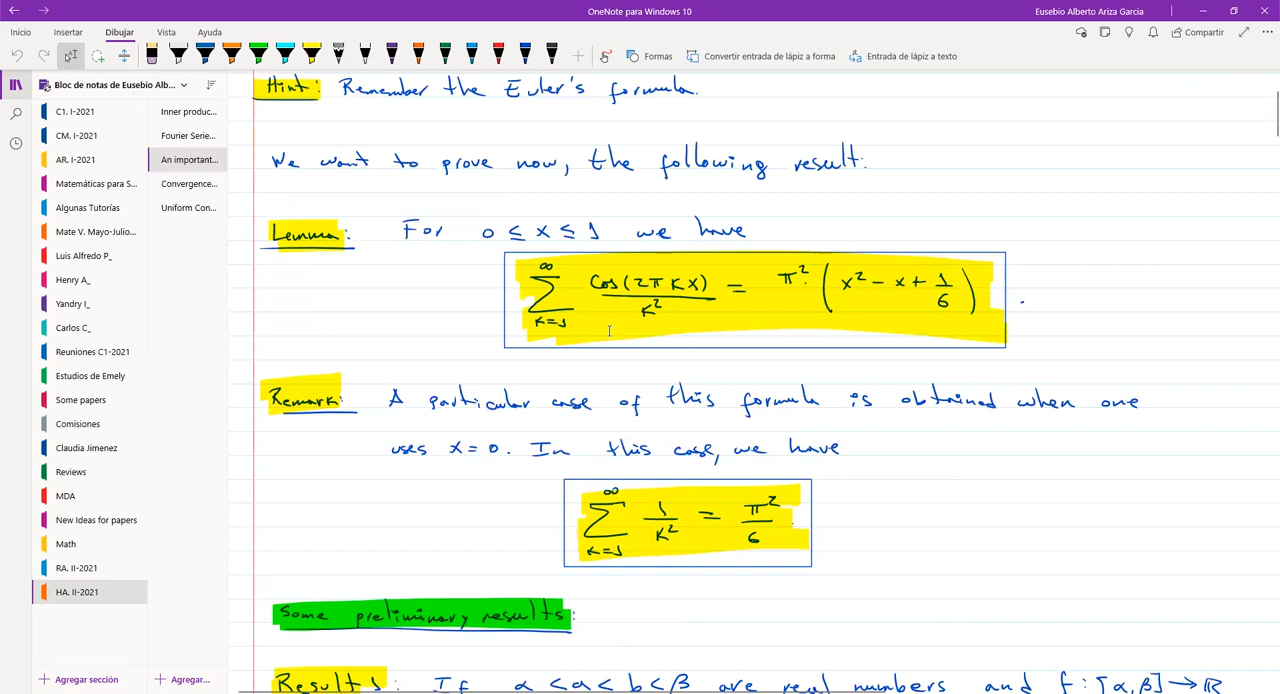 OneNote para Windows 10
Eusebio Alberto Ariza Garcia
Inicio Insertar Dibujar Vista Ayuda
Compartir
Formas Convertir entrada de lápiz a forma Entrada de lápiz a texto
Bloc de notas de Eusebio Alb...
C1. I-2021
CM. I-2021
AR. I-2021
Matemáticas para S...
Algunas Tutorías
Mate V. Mayo-Julio...
Luis Alfredo P_
Henry A_
Yandry I_
Carlos C_
Reuniones C1-2021
Estudios de Emely
Some papers
Comisiones
Claudia Jimenez
Reviews
MDA
New Ideas for papers
Math
RA. II-2021
HA. II-2021
Agregar sección
Inner produc...
Fourier Serie...
An important...
Convergence...
Uniform Con...
Agregar...
Hint: Remember the Euler's formula.
We want to prove now, the following result:
Lemma: For 0 ≤ x ≤ 1 we have
∑_{k=1}^{∞} cos(2πkx)/k² = π²·(x² - x + 1/6).
Remark: A particular case of this formula is obtained when one
uses x=0. In this case, we have
∑_{k=1}^{∞} 1/k² = π²/6.
Some preliminary results:
Results: If α < a < b < β are real numbers and f: [α,β] → ℝ